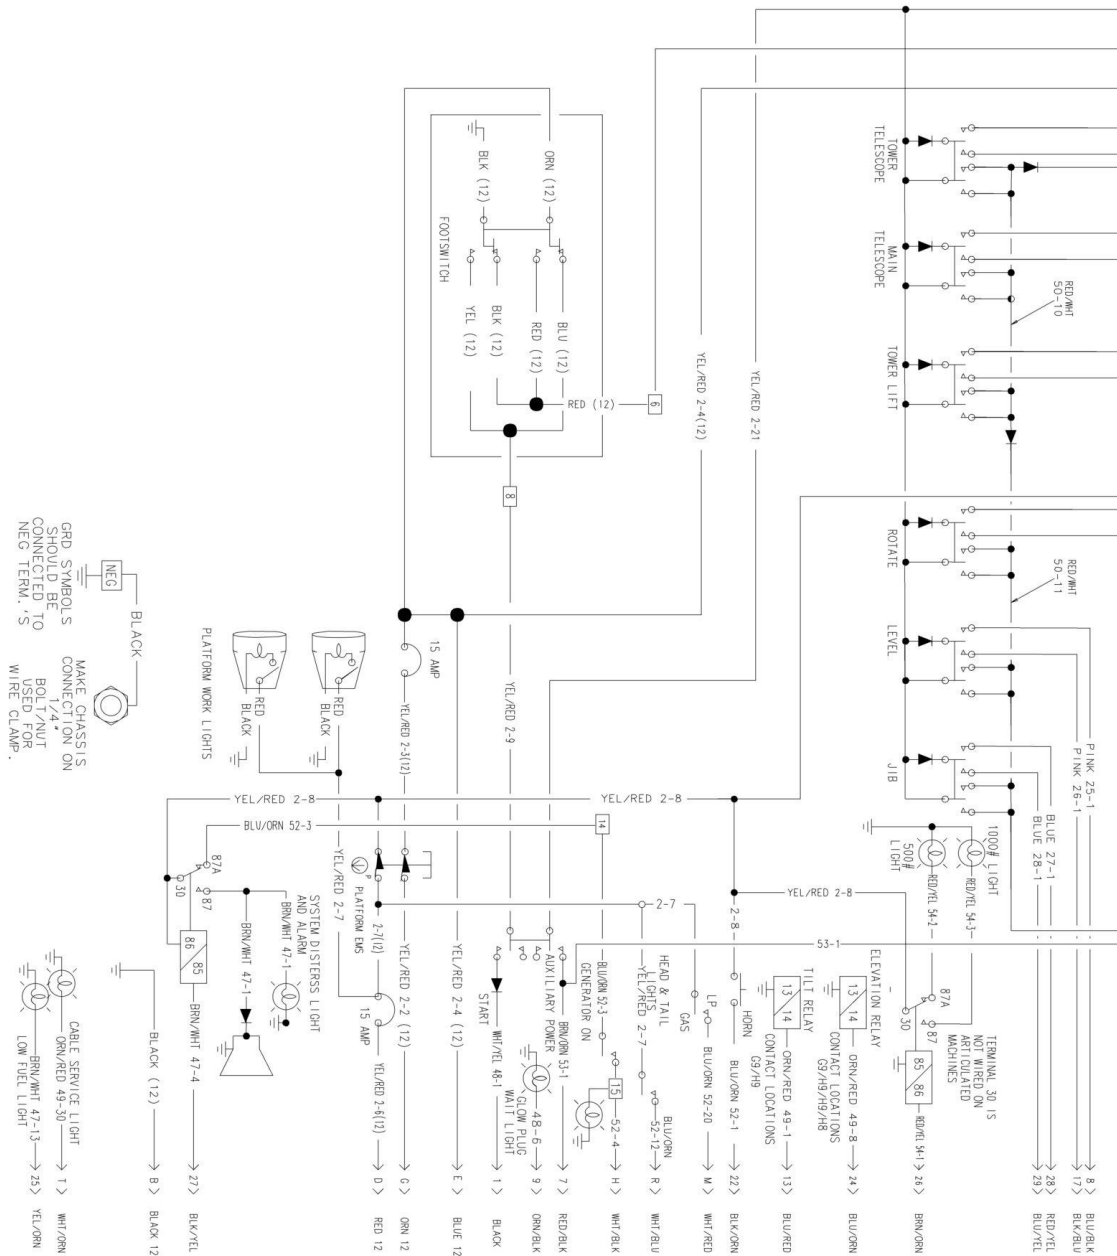 TOWER
TELESCOPE
MAIN
TELESCOPE
TOWER LIFT
ROTATE
LEVEL
JIB
RED/WHT
50-10
RED/WHT
50-11
ORN (12)
BLK (12)
FOOTSWITCH
BLU (12)
RED (12)
BLK (12)
YEL (12)
RED (12)
6
8
YEL/RED 2-4(12)
YEL/RED 2-21
YEL/RED 2-9
15 AMP
YEL/RED 2-3(12)
GRD SYMBOLS
SHOULD BE
CONNECTED TO
NEG TERM.'S
NEG
BLACK
MAKE CHASSIS
CONNECTION ON
1/4"
BOLT/NUT
USED FOR
WIRE CLAMP.
PLATFORM WORK LIGHTS
RED
BLACK
RED
BLACK
PINK 25-1
PINK 26-1
BLUE 27-1
BLUE 28-1
YEL/RED 2-8
YEL/RED 2-8
BLU/ORN 52-3
14
1000# LIGHT
500#
LIGHT
RED/YEL 54-3
RED/YEL 54-2
YEL/RED 2-8
2-8
2-7
53-1
87A
87
30
86
85
BRN/WHT 47-1
BRN/WHT 47-1
SYSTEM DISTERSS LIGHT
AND ALARM
BRN/WHT 47-4
YEL/RED 2-7
PLATFORM EMS
P
2-7(12)
15 AMP
YEL/RED 2-6(12)
YEL/RED 2-2 (12)
YEL/RED 2-4 (12)
START
WHT/YEL 48-1
AUXILIARY POWER
GLOW PLUG
WAIT LIGHT
48-6
BRN/ORN 53-1
GENERATOR ON
BLU/ORN 52-3
15
52-4
HEAD & TAIL
LIGHTS
YEL/RED 2-7
BLU/ORN
52-12
GAS
LP
BLU/ORN 52-20
HORN
BLU/ORN 52-1
TILT RELAY
13
14
ORN/RED 49-1
CONTACT LOCATIONS
G9/H9
ELEVATION RELAY
13
14
ORN/RED 49-8
CONTACT LOCATIONS
G9/H9/H9/H8
87A
87
30
85
86
RED/YEL 54-1
TERMINAL 30 IS
NOT WIRED ON
ARTICULATED
MACHINES
CABLE SERVICE LIGHT
ORN/RED 49-30
BRN/WHT 47-13
LOW FUEL LIGHT
BLACK (12)
25 YEL/ORN
T WHT/ORN
B BLACK 12
27 BLK/YEL
D RED 12
G ORN 12
E BLUE 12
1 BLACK
9 ORN/BLK
7 RED/BLK
H WHT/BLK
R WHT/BLU
M WHT/RED
22 BLK/ORN
13 BLU/RED
24 BLU/ORN
26 BRN/ORN
29 BLU/YEL
28 RED/YEL
17 BLK/BLU
8 BLU/BLK